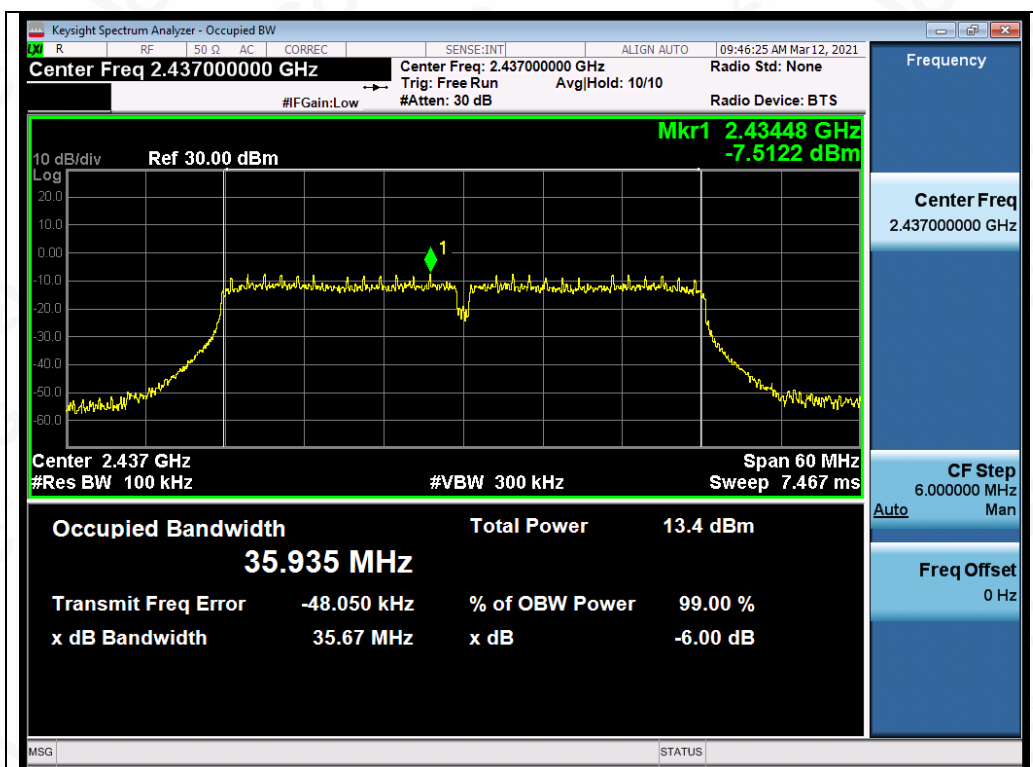 Keysight Spectrum Analyzer - Occupied BW
LXI R RF 50 Ω AC CORREC SENSE:INT ALIGN AUTO 09:46:25 AM Mar 12, 2021
Center Freq 2.437000000 GHz Center Freq: 2.437000000 GHz Radio Std: None
Trig: Free Run Avg|Hold: 10/10
#IFGain:Low #Atten: 30 dB Radio Device: BTS
Frequency
Mkr1 2.43448 GHz
-7.5122 dBm
10 dB/div Ref 30.00 dBm
Log
20.0
10.0
0.00
-10.0
-20.0
-30.0
-40.0
-50.0
-60.0
1
Center 2.437 GHz Span 60 MHz
#Res BW 100 kHz #VBW 300 kHz Sweep 7.467 ms
Center Freq
2.437000000 GHz
CF Step
6.000000 MHz
Auto Man
Freq Offset
0 Hz
Occupied Bandwidth Total Power 13.4 dBm
35.935 MHz
Transmit Freq Error -48.050 kHz % of OBW Power 99.00 %
x dB Bandwidth 35.67 MHz x dB -6.00 dB
MSG STATUS